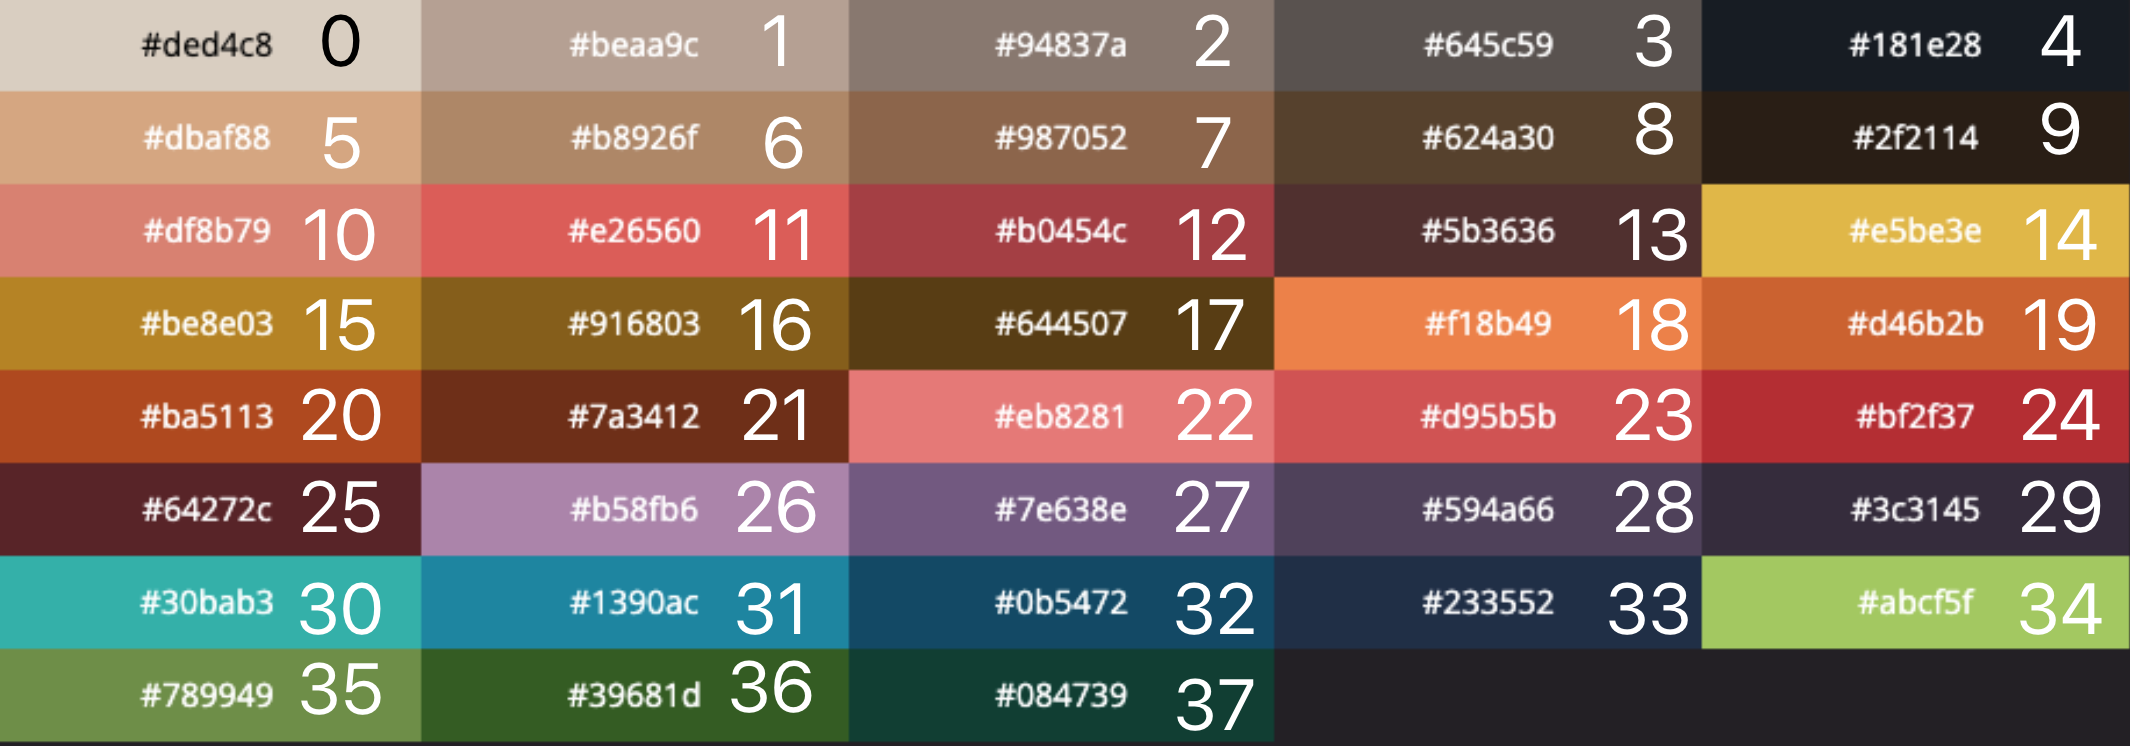 #ded4c8 0 #beaa9c 1 #94837a 2 #645c59 3 #181e28 4
#dbaf88 5 #b8926f 6 #987052 7 #624a30 8 #2f2114 9
#df8b79 10 #e26560 11 #b0454c 12 #5b3636 13 #e5be3e 14
#be8e03 15 #916803 16 #644507 17 #f18b49 18 #d46b2b 19
#ba5113 20 #7a3412 21 #eb8281 22 #d95b5b 23 #bf2f37 24
#64272c 25 #b58fb6 26 #7e638e 27 #594a66 28 #3c3145 29
#30bab3 30 #1390ac 31 #0b5472 32 #233552 33 #abcf5f 34
#789949 35 #39681d 36 #084739 37